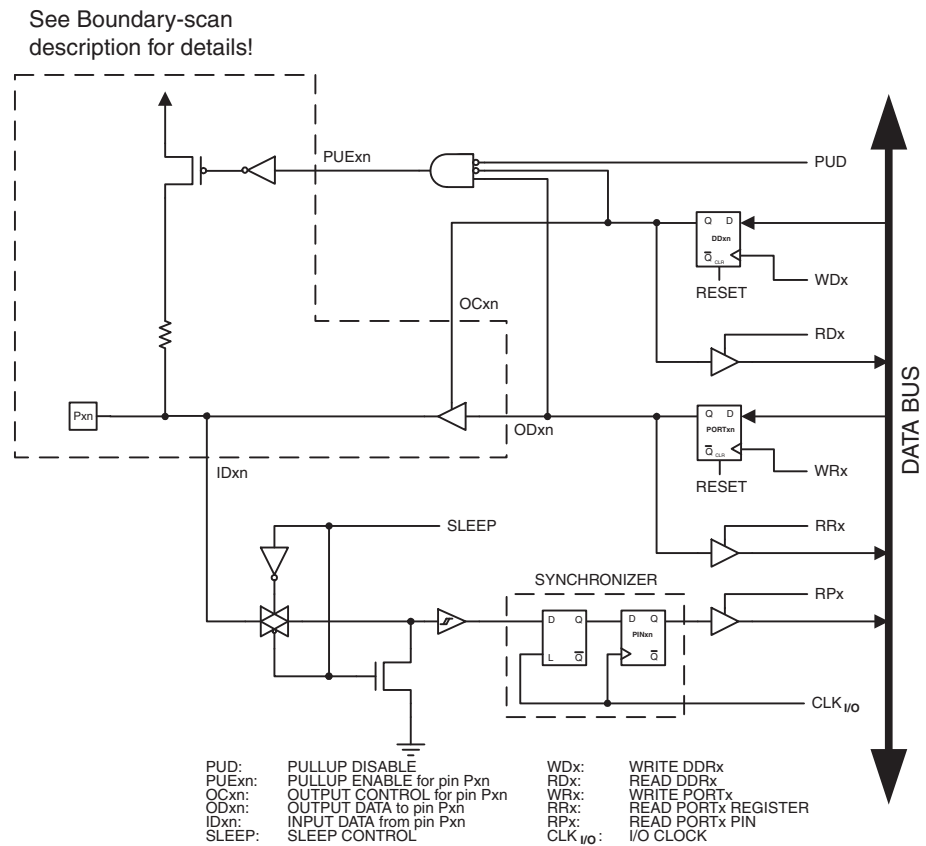 See Boundary-scan
description for details!
PUExn
PUD
Q D
DDxn
Q CLR
WDx
RESET
OCxn
RDx
Pxn
ODxn
Q D
PORTxn
Q CLR
WRx
RESET
IDxn
SLEEP
RRx
SYNCHRONIZER
RPx
D Q
L Q
D Q
PINxn
Q
CLK I/O
DATA BUS
PUD: PULLUP DISABLE
PUExn: PULLUP ENABLE for pin Pxn
OCxn: OUTPUT CONTROL for pin Pxn
ODxn: OUTPUT DATA to pin Pxn
IDxn: INPUT DATA from pin Pxn
SLEEP: SLEEP CONTROL
WDx: WRITE DDRx
RDx: READ DDRx
WRx: WRITE PORTx
RRx: READ PORTx REGISTER
RPx: READ PORTx PIN
CLK I/O: I/O CLOCK